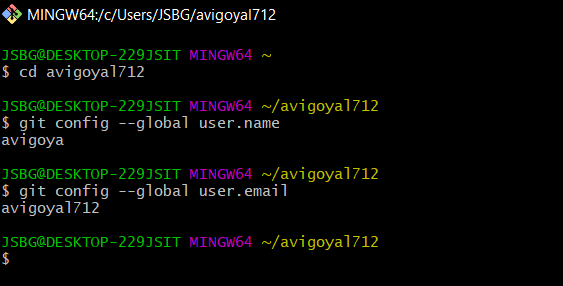 MINGW64:/c/Users/JSBG/avigoyal712
JSBG@DESKTOP-229JSIT MINGW64 ~
$ cd avigoyal712
JSBG@DESKTOP-229JSIT MINGW64 ~/avigoyal712
$ git config --global user.name
avigoya
JSBG@DESKTOP-229JSIT MINGW64 ~/avigoyal712
$ git config --global user.email
avigoyal712
JSBG@DESKTOP-229JSIT MINGW64 ~/avigoyal712
$